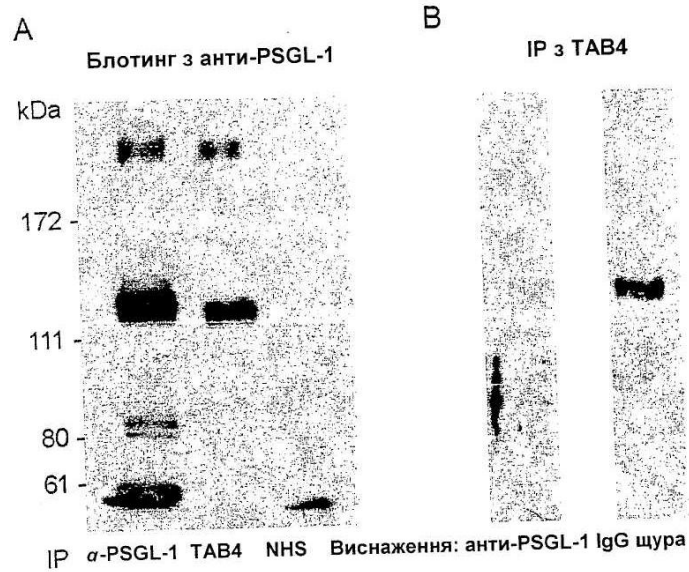 A
Блотинг з анти-PSGL-1
kDa
172 -
111 -
80 -
61 -
IP α-PSGL-1 TAB4 NHS
B
IP з TAB4
Виснаження: анти-PSGL-1 IgG щура